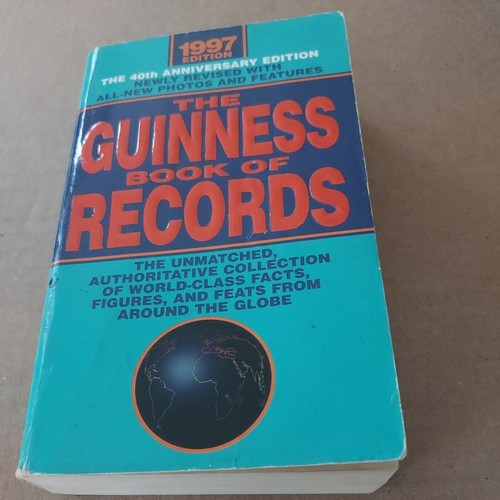 1997
EDITION
THE 40th ANNIVERSARY EDITION
NEWLY REVISED WITH
ALL-NEW PHOTOS AND FEATURES
THE
GUINNESS
BOOK OF
RECORDS
THE UNMATCHED,
AUTHORITATIVE COLLECTION
OF WORLD-CLASS FACTS,
FIGURES, AND FEATS FROM
AROUND THE GLOBE